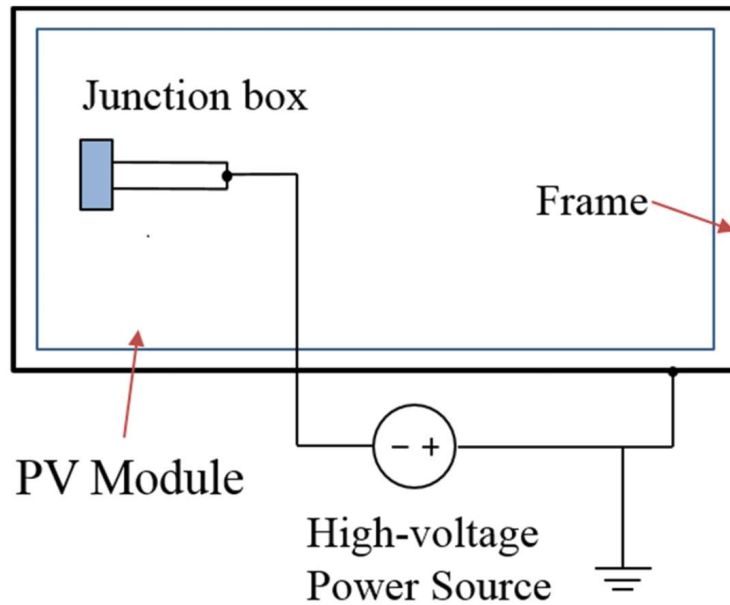 Junction box
Frame
PV Module
- +
High-voltage
Power Source